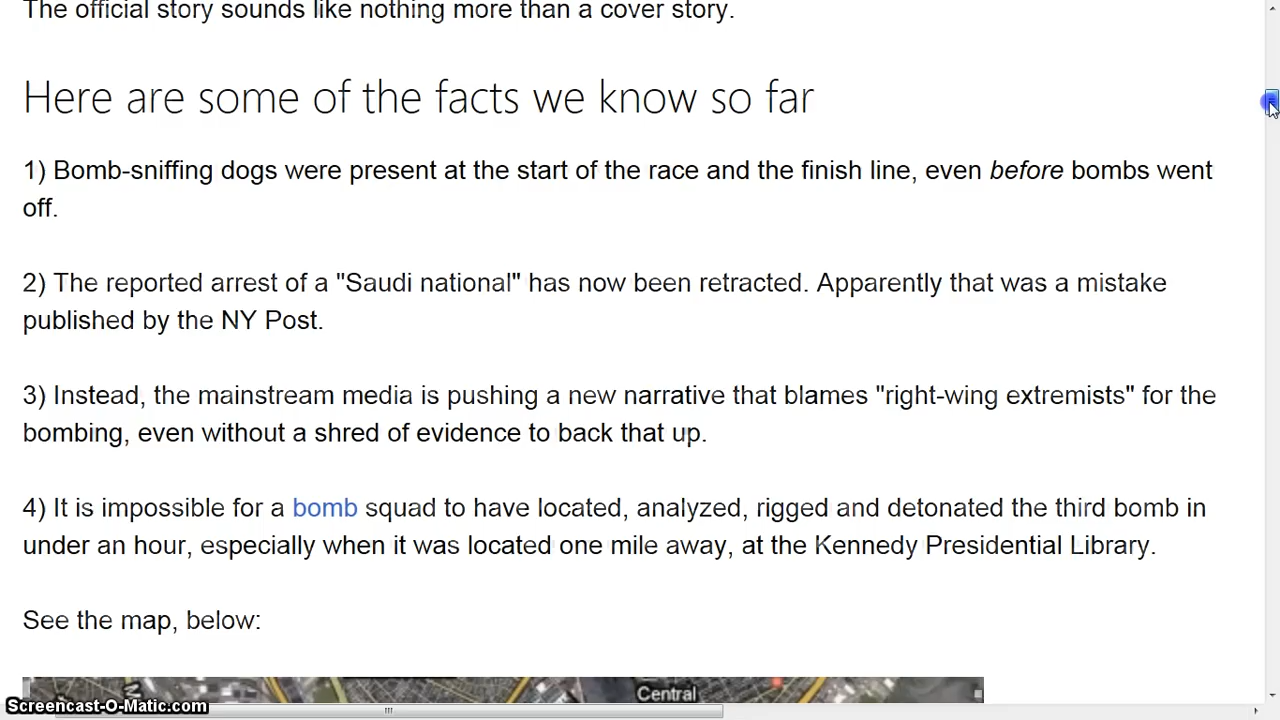 The official story sounds like nothing more than a cover story.
Here are some of the facts we know so far
1) Bomb-sniffing dogs were present at the start of the race and the finish line, even before bombs went
off.
2) The reported arrest of a "Saudi national" has now been retracted. Apparently that was a mistake
published by the NY Post.
3) Instead, the mainstream media is pushing a new narrative that blames "right-wing extremists" for the
bombing, even without a shred of evidence to back that up.
4) It is impossible for a bomb squad to have located, analyzed, rigged and detonated the third bomb in
under an hour, especially when it was located one mile away, at the Kennedy Presidential Library.
See the map, below:
Central
Screencast-O-Matic.com